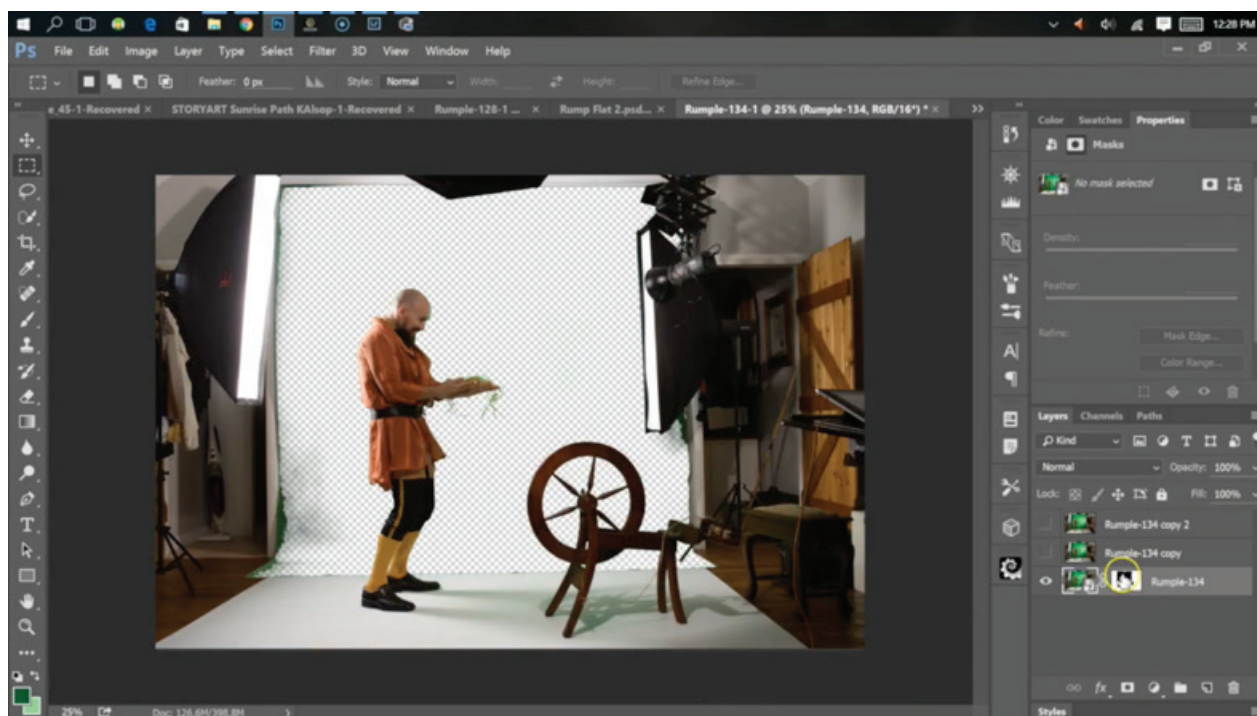 12:28 PM
Ps File Edit Image Layer Type Select Filter 3D View Window Help
Feather: 0 px Style: Normal Width: Height: Refine Edge...
e_45-1-Recovered × STORYART Sunrise Path KAlsop-1-Recovered × Rumple-128-1 ... × Rump Flat 2.psd... × Rumple-134-1 @ 25% (Rumple-134, RGB/16*) * ×
Color Swatches Properties
Masks
No mask selected
Density:
Feather:
Refine: Mask Edge...
Color Range...
Layers Channels Paths
Kind
Normal Opacity: 100%
Lock: Fill: 100%
Rumple-134 copy 2
Rumple-134 copy
Rumple-134
fx
25% Doc: 126.6M/398.8M
Styles